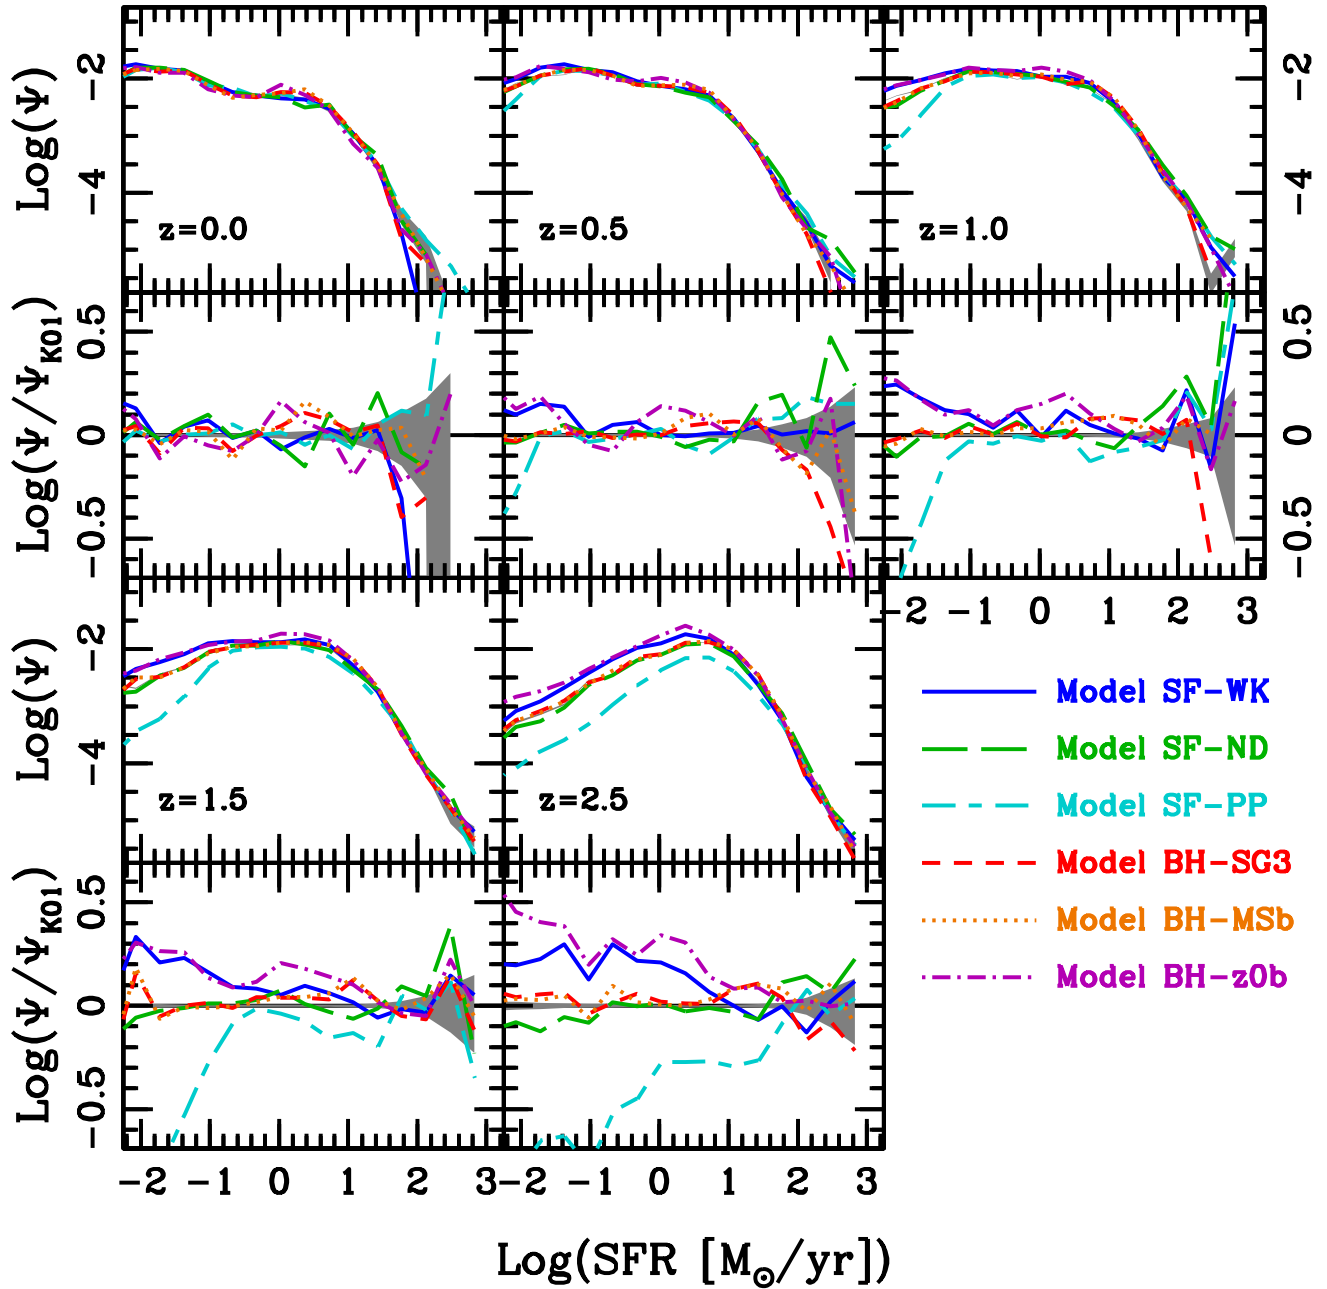 Log(Ψ)
-2
-4
z=0.0
z=0.5
z=1.0
-2
-4
Log(Ψ/ΨK01)
0.5
0
-0.5
0.5
0
-0.5
-2 -1 0 1 2 3
Log(Ψ)
-2
-4
z=1.5
z=2.5
Model SF-WK
Model SF-ND
Model SF-PP
Model BH-SG3
Model BH-MSb
Model BH-z0b
Log(Ψ/ΨK01)
0.5
0
-0.5
-2 -1 0 1 2 3
-2 -1 0 1 2 3
Log(SFR [M⊙/yr])